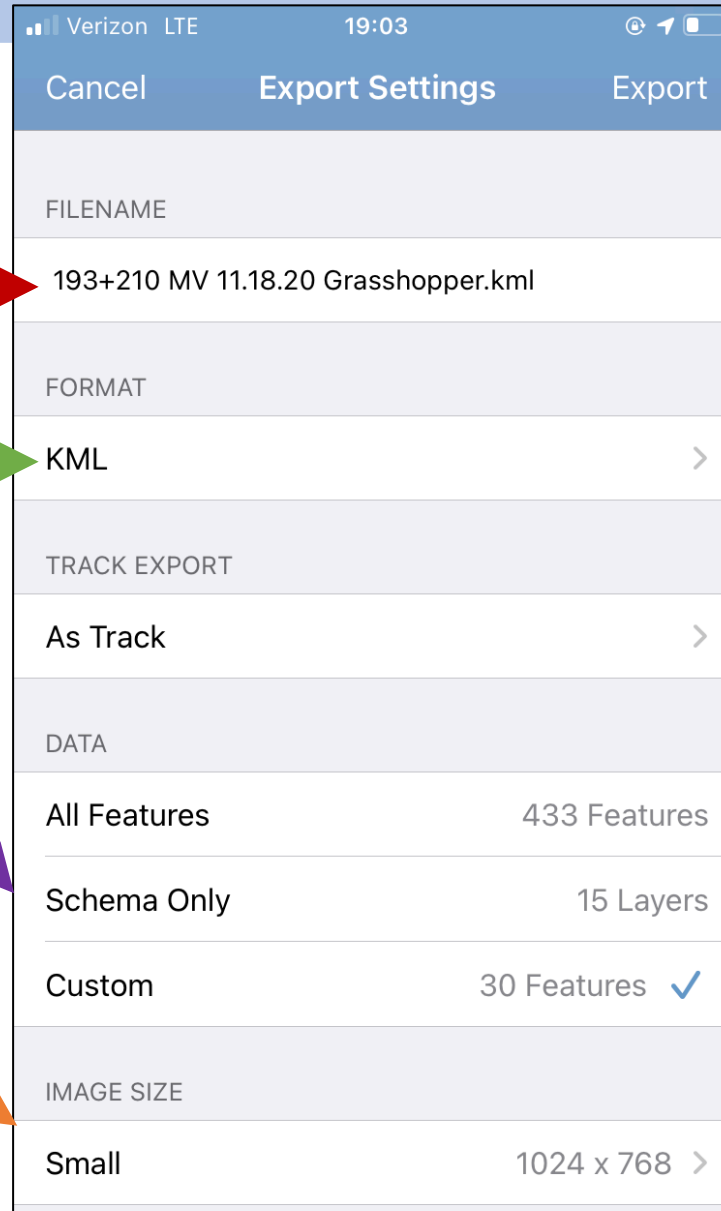 Verizon LTE 19:03
Cancel Export Settings Export
FILENAME
193+210 MV 11.18.20 Grasshopper.kml
FORMAT
KML
TRACK EXPORT
As Track
DATA
All Features 433 Features
Schema Only 15 Layers
Custom 30 Features
IMAGE SIZE
Small 1024 x 768